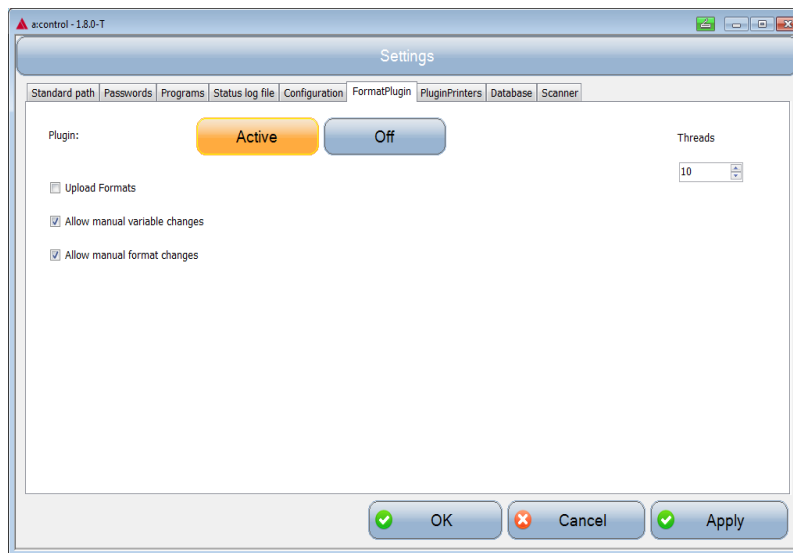 a:control - 1.8.0-T
Settings
Standard path Passwords Programs Status log file Configuration FormatPlugin PluginPrinters Database Scanner
Plugin: Active Off Threads
10
Upload Formats
Allow manual variable changes
Allow manual format changes
OK Cancel Apply